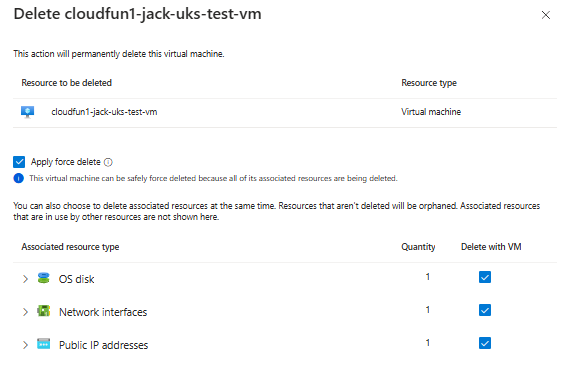 Delete cloudfun1-jack-uks-test-vm
This action will permanently delete this virtual machine.
Resource to be deleted Resource type
cloudfun1-jack-uks-test-vm Virtual machine
Apply force delete
This virtual machine can be safely force deleted because all of its associated resources are being deleted.
You can also choose to delete associated resources at the same time. Resources that aren't deleted will be orphaned. Associated resources
that are in use by other resources are not shown here.
Associated resource type Quantity Delete with VM
OS disk 1
Network interfaces 1
Public IP addresses 1